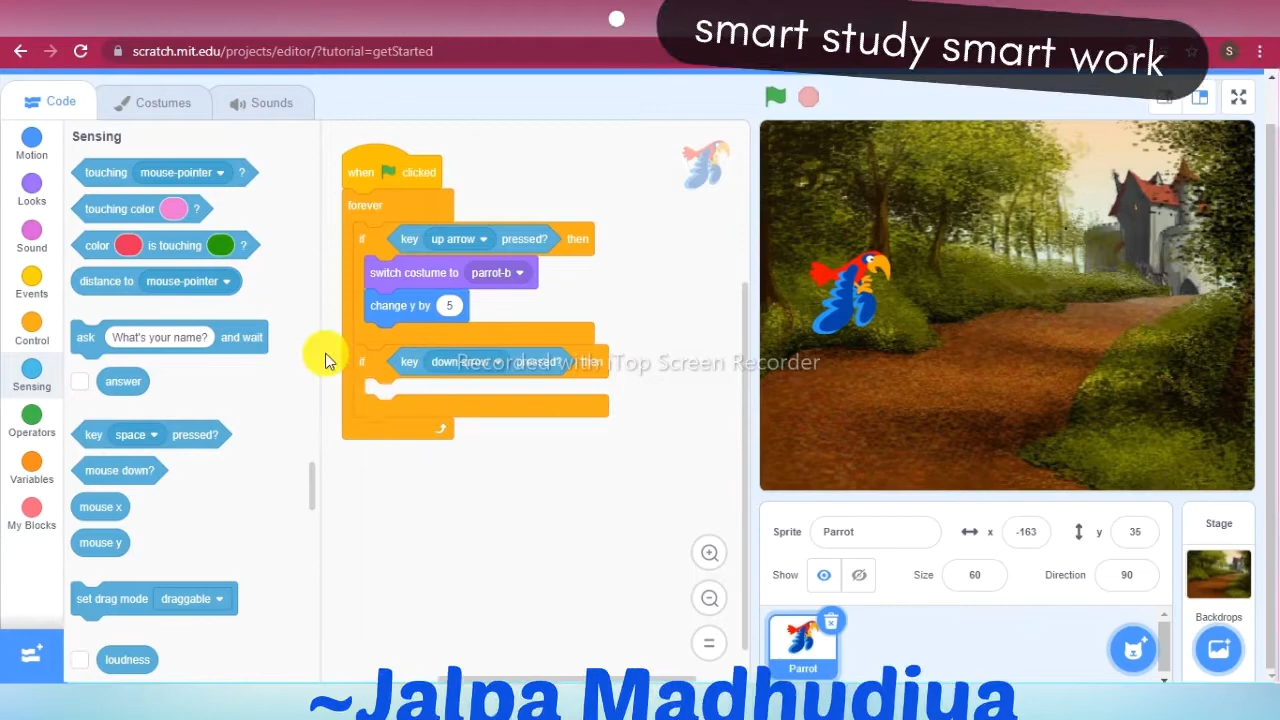 smart study smart work
scratch.mit.edu/projects/editor/?tutorial=getStarted
S
Code
Costumes
Sounds
Motion
Looks
Sound
Events
Control
Sensing
Operators
Variables
My Blocks
Sensing
touching mouse-pointer ?
touching color ?
color is touching ?
distance to mouse-pointer
ask What's your name? and wait
answer
key space pressed?
mouse down?
mouse x
mouse y
set drag mode draggable
loudness
when clicked
forever
if key up arrow pressed? then
switch costume to parrot-b
change y by 5
if key down arrow pressed? then
Recorded with iTop Screen Recorder
Sprite Parrot x -163 y 35
Show Size 60 Direction 90
Parrot
Stage
Backdrops
~Jalpa Madhudiya